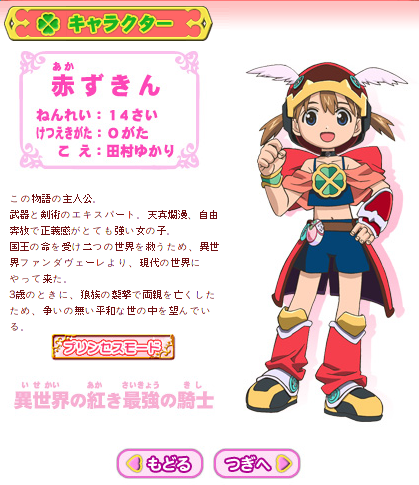 キャラクター
あか
赤ずきん
ねんれい：14さい
けつえきがた：Oがた
こえ：田村ゆかり
この物語の主人公。
武器と剣術のエキスパート。天真爛漫、自由
奔放で正義感がとても強い女の子。
国王の命を受け二つの世界を救うため、異世
界ファンダヴェーレより、現代の世界に
やって来た。
3歳のときに、狼族の襲撃で両親を亡くした
ため、争いの無い平和な世の中を望んでい
る。
プリンセスモード
いせかい あか さいきょう きし
異世界の紅き最強の騎士
もどる つぎへ